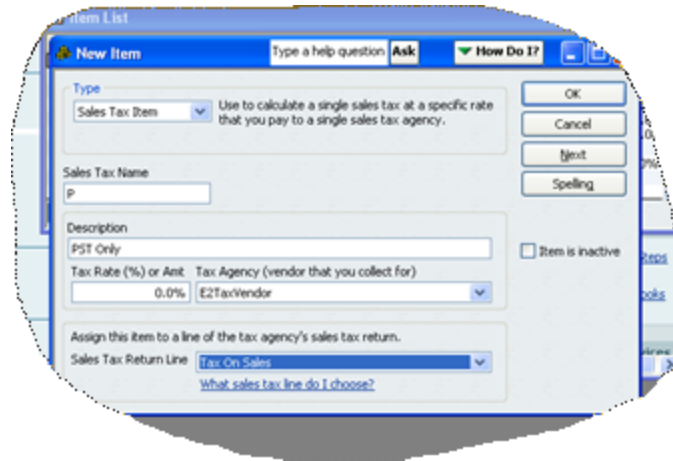 Item List
New Item
Type a help question Ask
How Do I?
Type
Sales Tax Item
Use to calculate a single sales tax at a specific rate
that you pay to a single sales tax agency.
OK
Cancel
Next
Spelling
Sales Tax Name
P
Description
PST Only
Item is inactive
Tax Rate (%) or Amt Tax Agency (vendor that you collect for)
0.0% E2TaxVendor
Assign this item to a line of the tax agency's sales tax return.
Sales Tax Return Line Tax On Sales
What sales tax line do I choose?